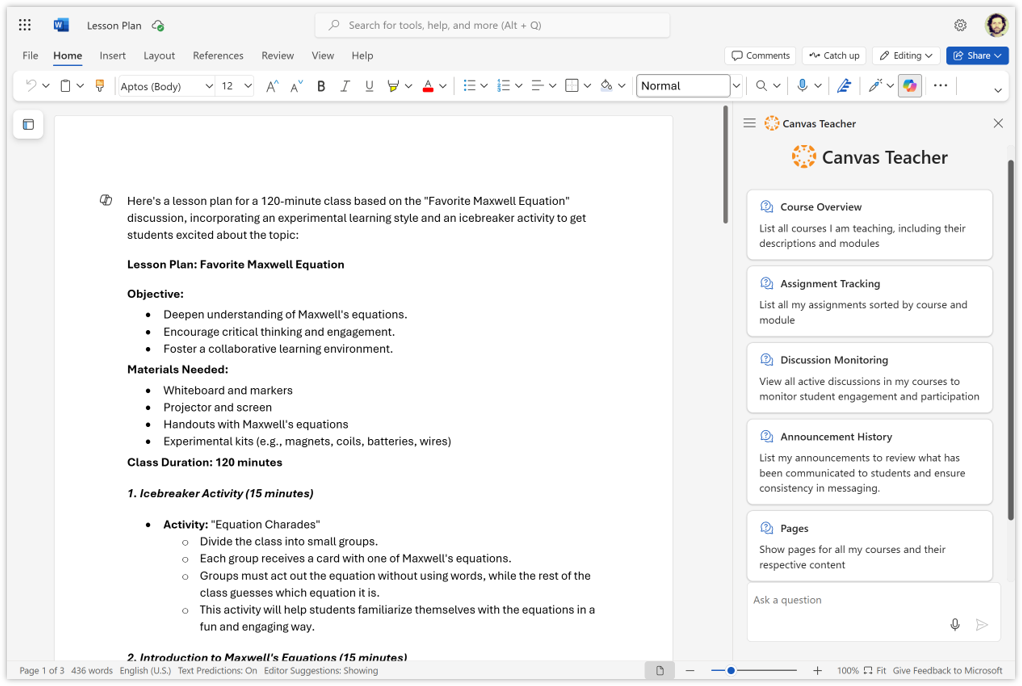 W Lesson Plan
Search for tools, help, and more (Alt + Q)
File Home Insert Layout References Review View Help
Comments Catch up Editing Share
Aptos (Body) 12 A A B I U A Normal
Canvas Teacher
Canvas Teacher
Here's a lesson plan for a 120-minute class based on the "Favorite Maxwell Equation"
discussion, incorporating an experimental learning style and an icebreaker activity to get
students excited about the topic:
Lesson Plan: Favorite Maxwell Equation
Objective:
• Deepen understanding of Maxwell's equations.
• Encourage critical thinking and engagement.
• Foster a collaborative learning environment.
Materials Needed:
• Whiteboard and markers
• Projector and screen
• Handouts with Maxwell's equations
• Experimental kits (e.g., magnets, coils, batteries, wires)
Class Duration: 120 minutes
1. Icebreaker Activity (15 minutes)
• Activity: "Equation Charades"
o Divide the class into small groups.
o Each group receives a card with one of Maxwell's equations.
o Groups must act out the equation without using words, while the rest of the
class guesses which equation it is.
o This activity will help students familiarize themselves with the equations in a
fun and engaging way.
2. Introduction to Maxwell's Equations (15 minutes)
Course Overview
List all courses I am teaching, including their
descriptions and modules
Assignment Tracking
List all my assignments sorted by course and
module
Discussion Monitoring
View all active discussions in my courses to
monitor student engagement and participation
Announcement History
List my announcements to review what has
been communicated to students and ensure
consistency in messaging.
Pages
Show pages for all my courses and their
respective content
Ask a question
Page 1 of 3 436 words English (U.S.) Text Predictions: On Editor Suggestions: Showing
100% Fit Give Feedback to Microsoft